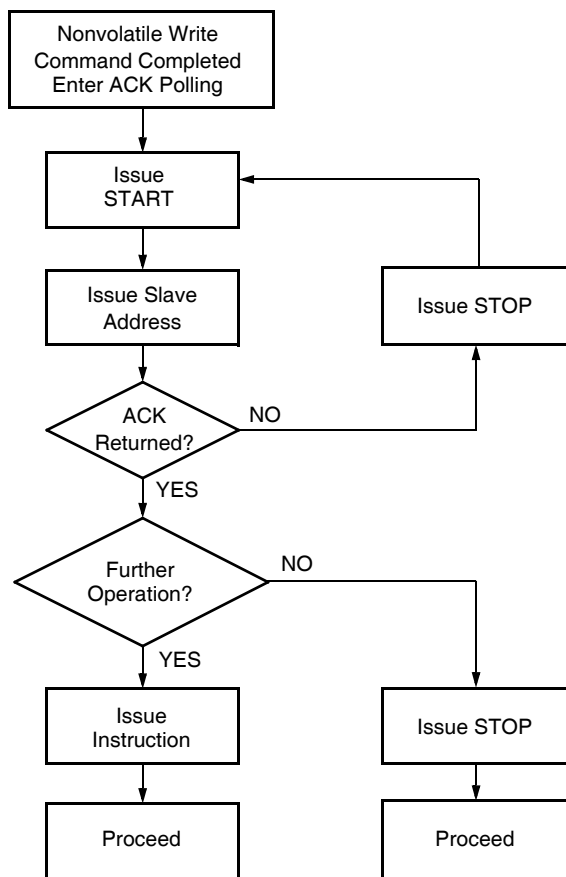 Nonvolatile Write
Command Completed
Enter ACK Polling
Issue
START
Issue Slave
Address
Issue STOP
ACK
Returned?
NO
YES
Further
Operation?
NO
YES
Issue
Instruction
Issue STOP
Proceed
Proceed